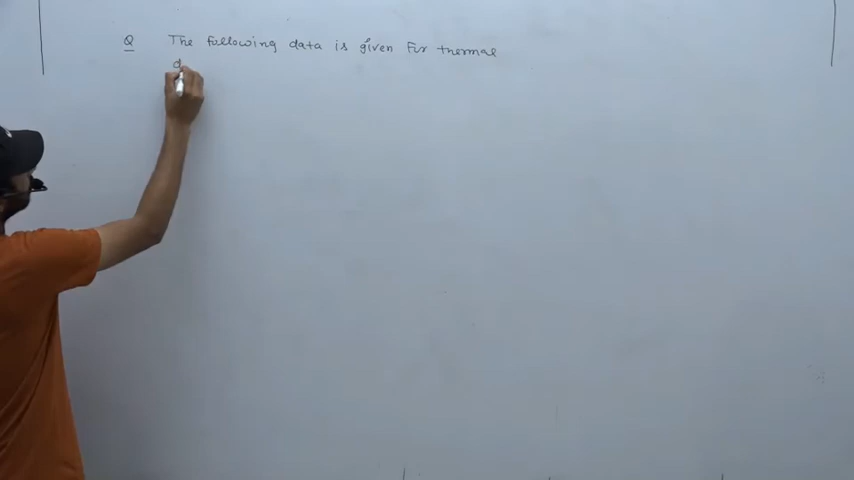 Q The following data is given for thermal
d